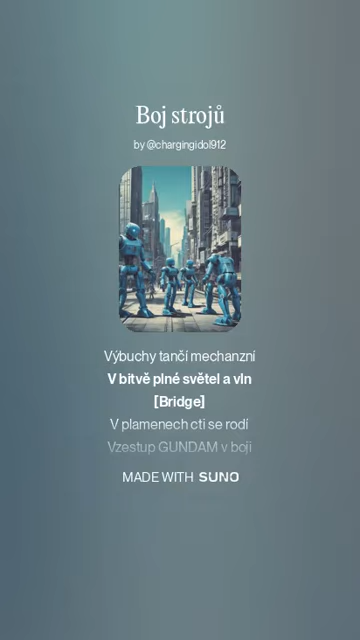 Boj strojů
by @chargingidol912
Výbuchy tančí mechanzní
V bitvě plné světel a vln
[Bridge]
V plamenech cti se rodí
Vzestup GUNDAM v boji
MADE WITH SUNO